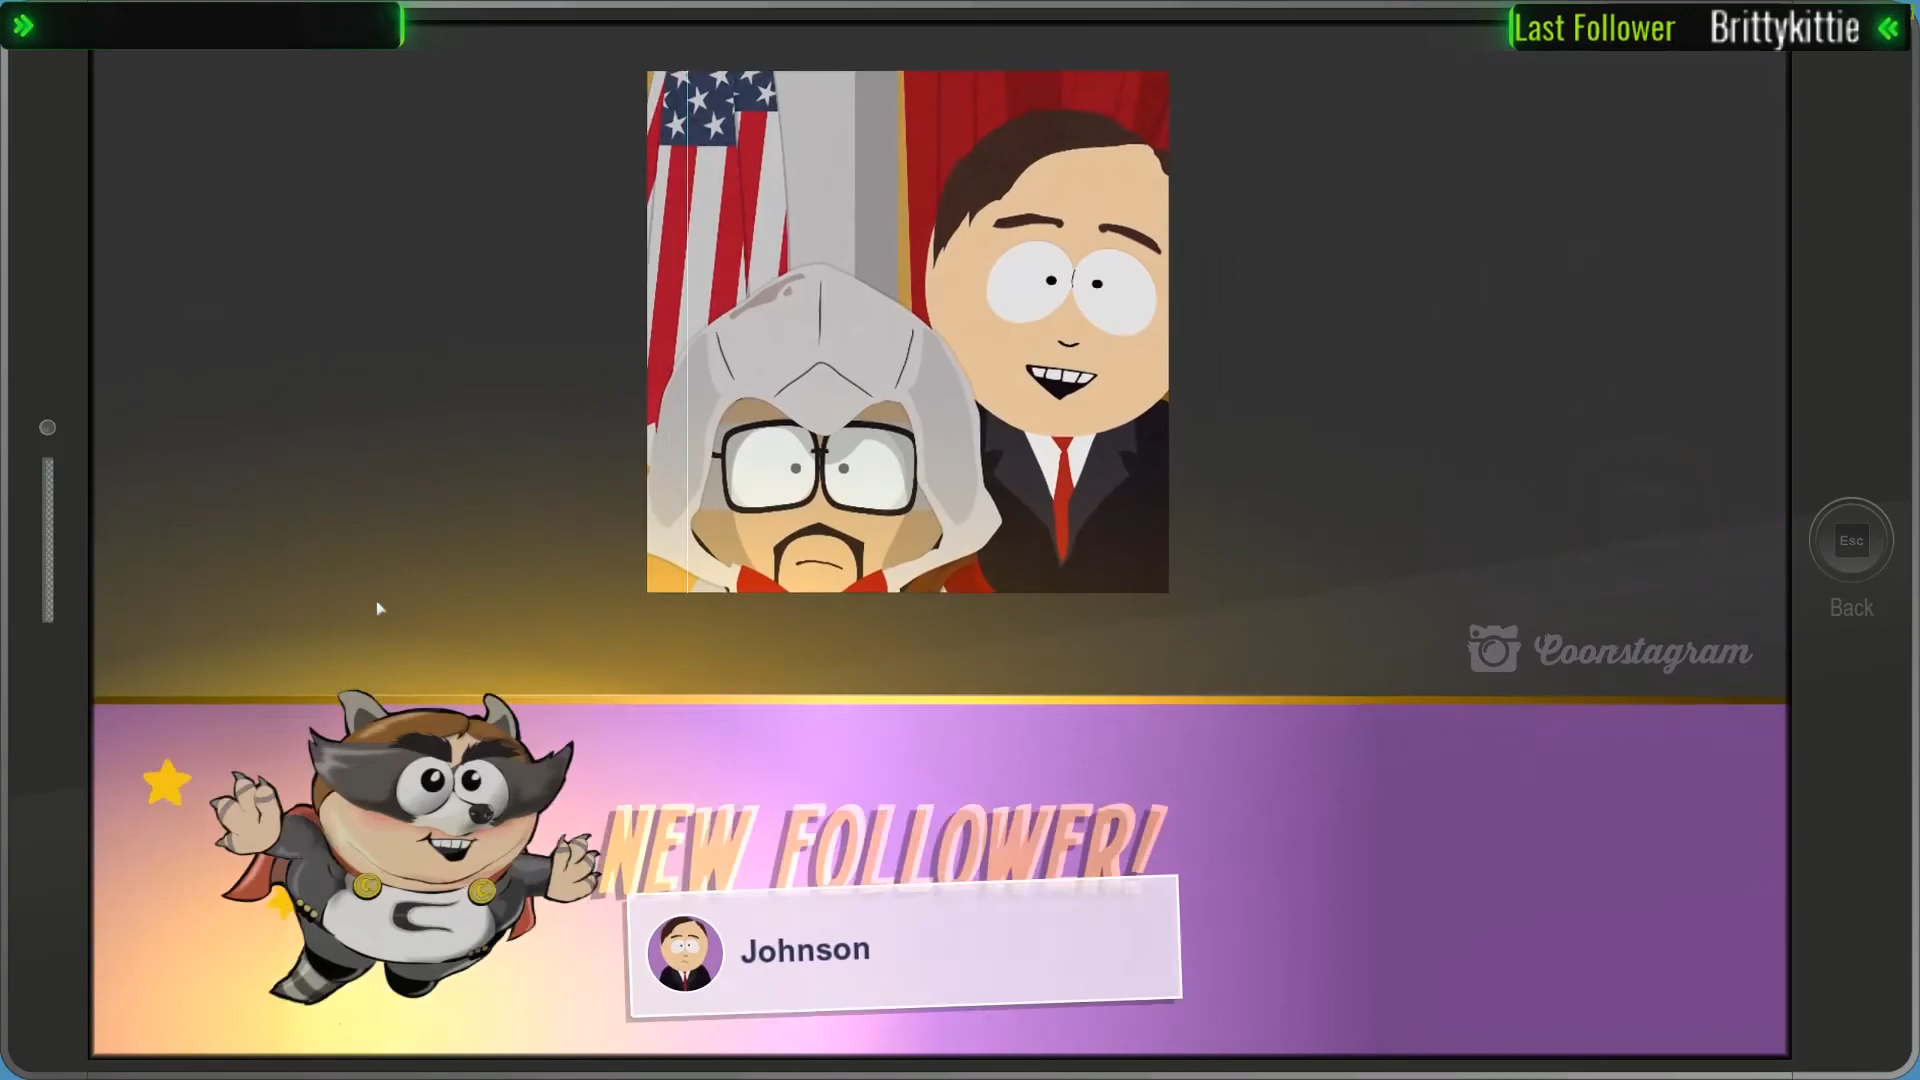 Last Follower Brittykittie
Esc
Back
Coonstagram
NEW FOLLOWER!
Johnson